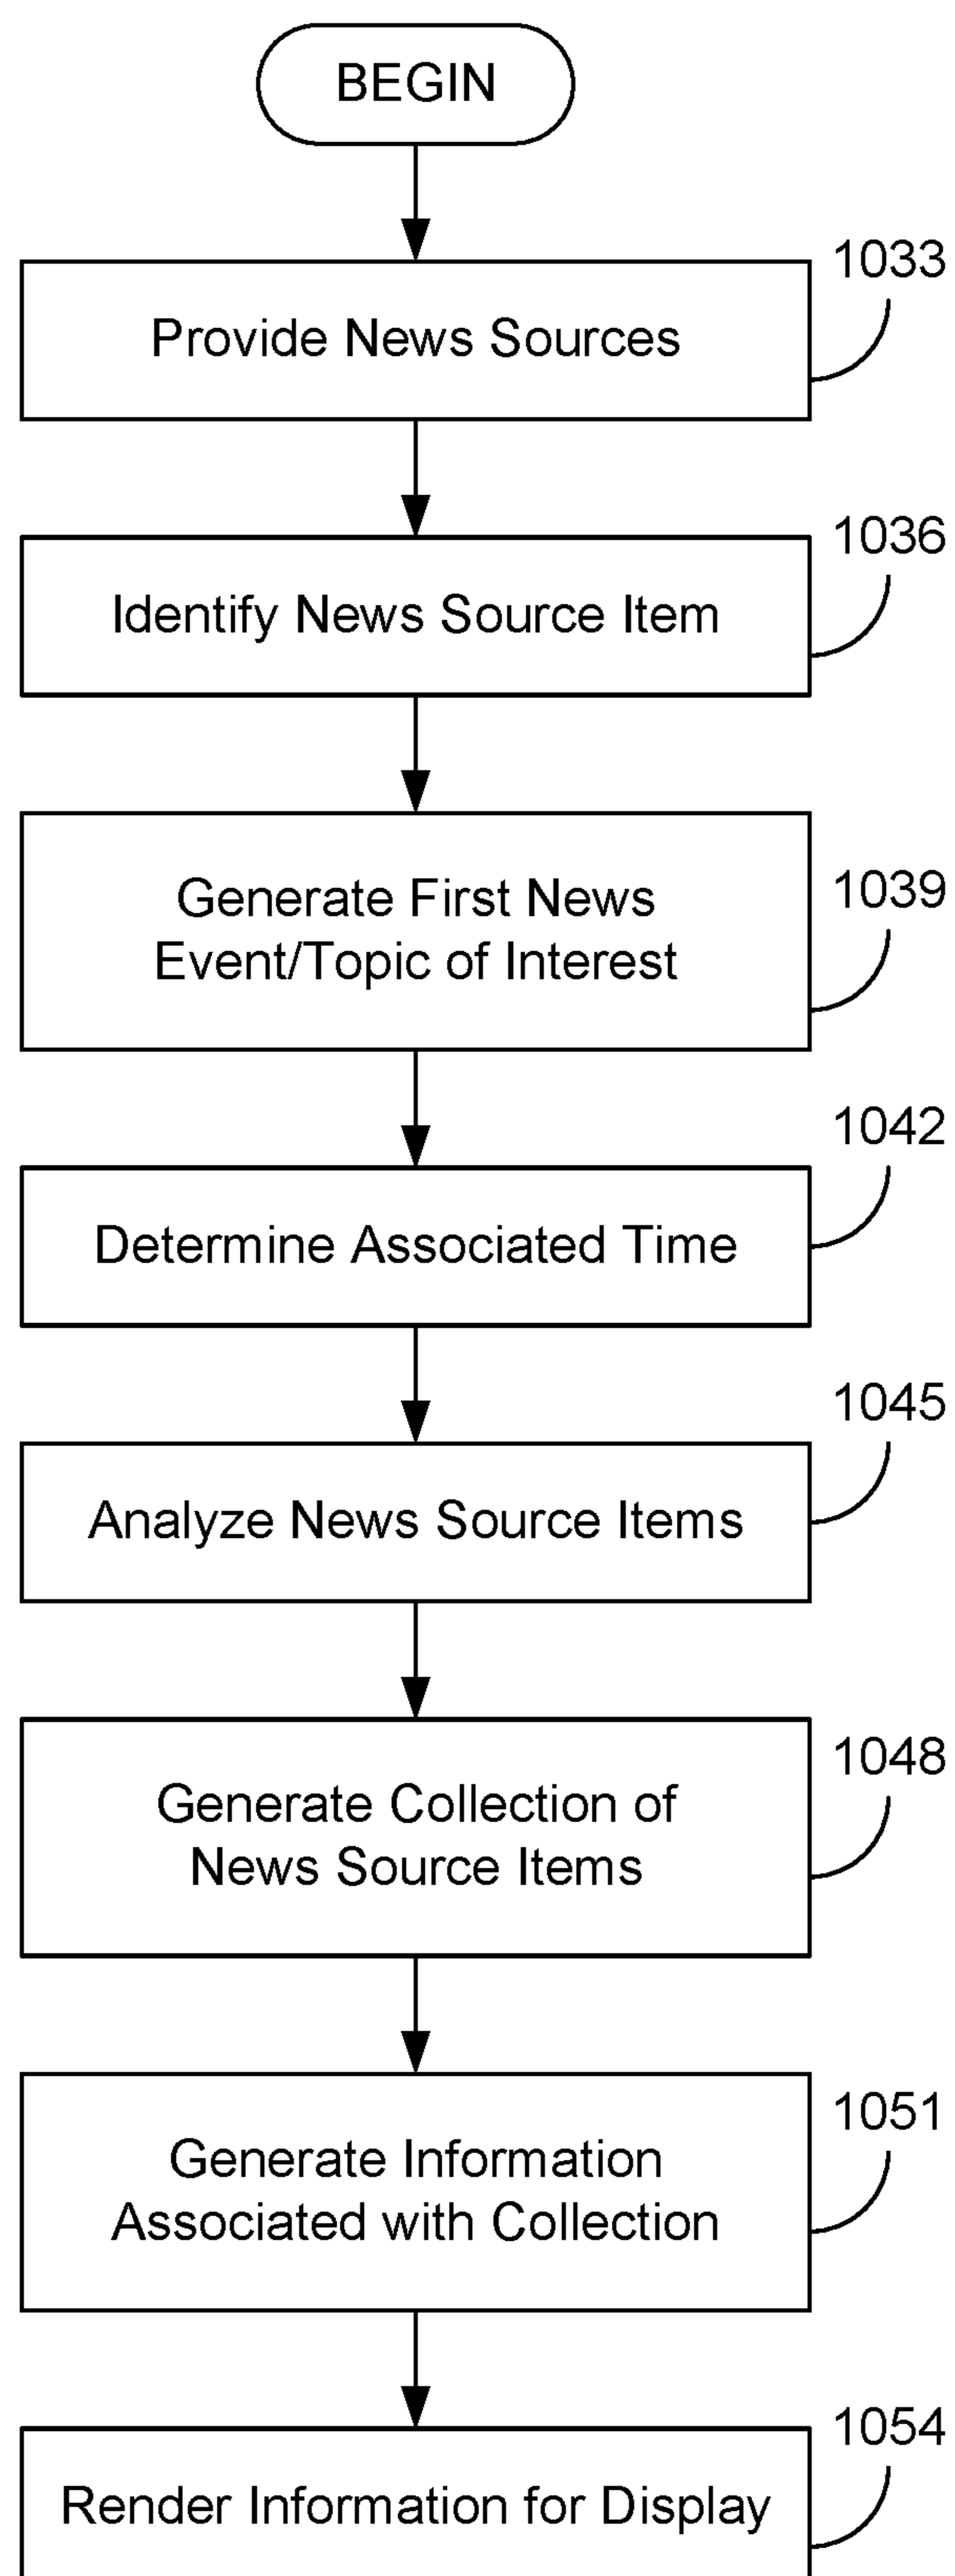 BEGIN
1033
Provide News Sources
1036
Identify News Source Item
1039
Generate First News
Event/Topic of Interest
1042
Determine Associated Time
1045
Analyze News Source Items
1048
Generate Collection of
News Source Items
1051
Generate Information
Associated with Collection
1054
Render Information for Display